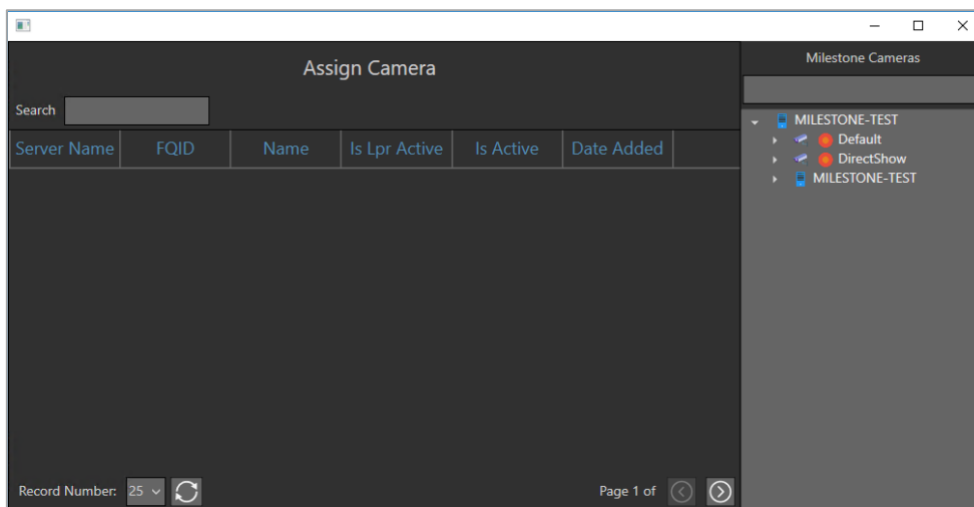 Assign Camera
Search
Server Name FQID Name Is Lpr Active Is Active Date Added
Record Number: 25 Page 1 of
Milestone Cameras
MILESTONE-TEST
Default
DirectShow
MILESTONE-TEST